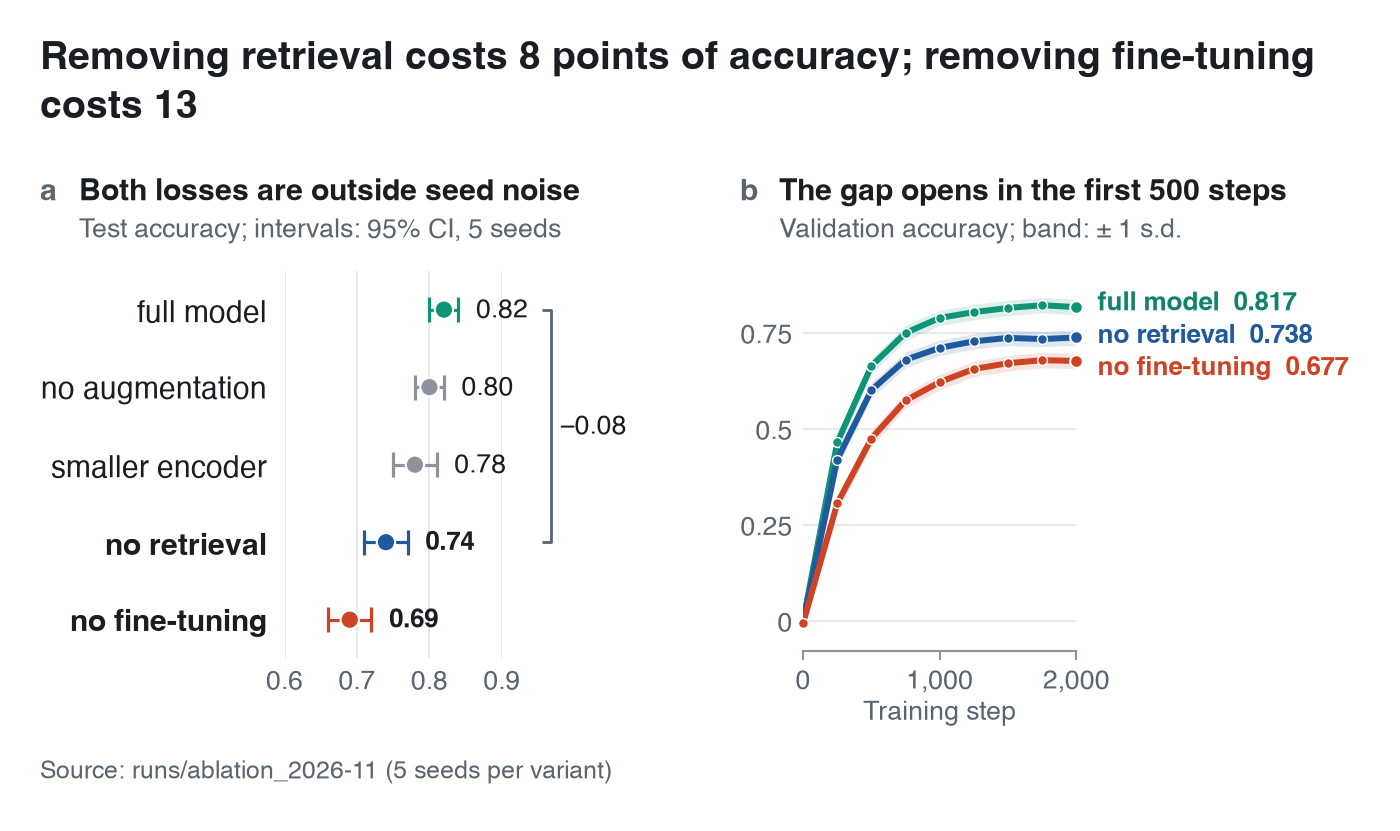 Removing retrieval costs 8 points of accuracy; removing fine-tuning
costs 13
a Both losses are outside seed noise
Test accuracy; intervals: 95% CI, 5 seeds
full model 0.82
no augmentation 0.80
−0.08
smaller encoder 0.78
no retrieval 0.74
no fine-tuning 0.69
0.6 0.7 0.8 0.9
b The gap opens in the first 500 steps
Validation accuracy; band: ± 1 s.d.
full model 0.817
no retrieval 0.738
no fine-tuning 0.677
0.75
0.5
0.25
0
0 1,000 2,000
Training step
Source: runs/ablation_2026-11 (5 seeds per variant)